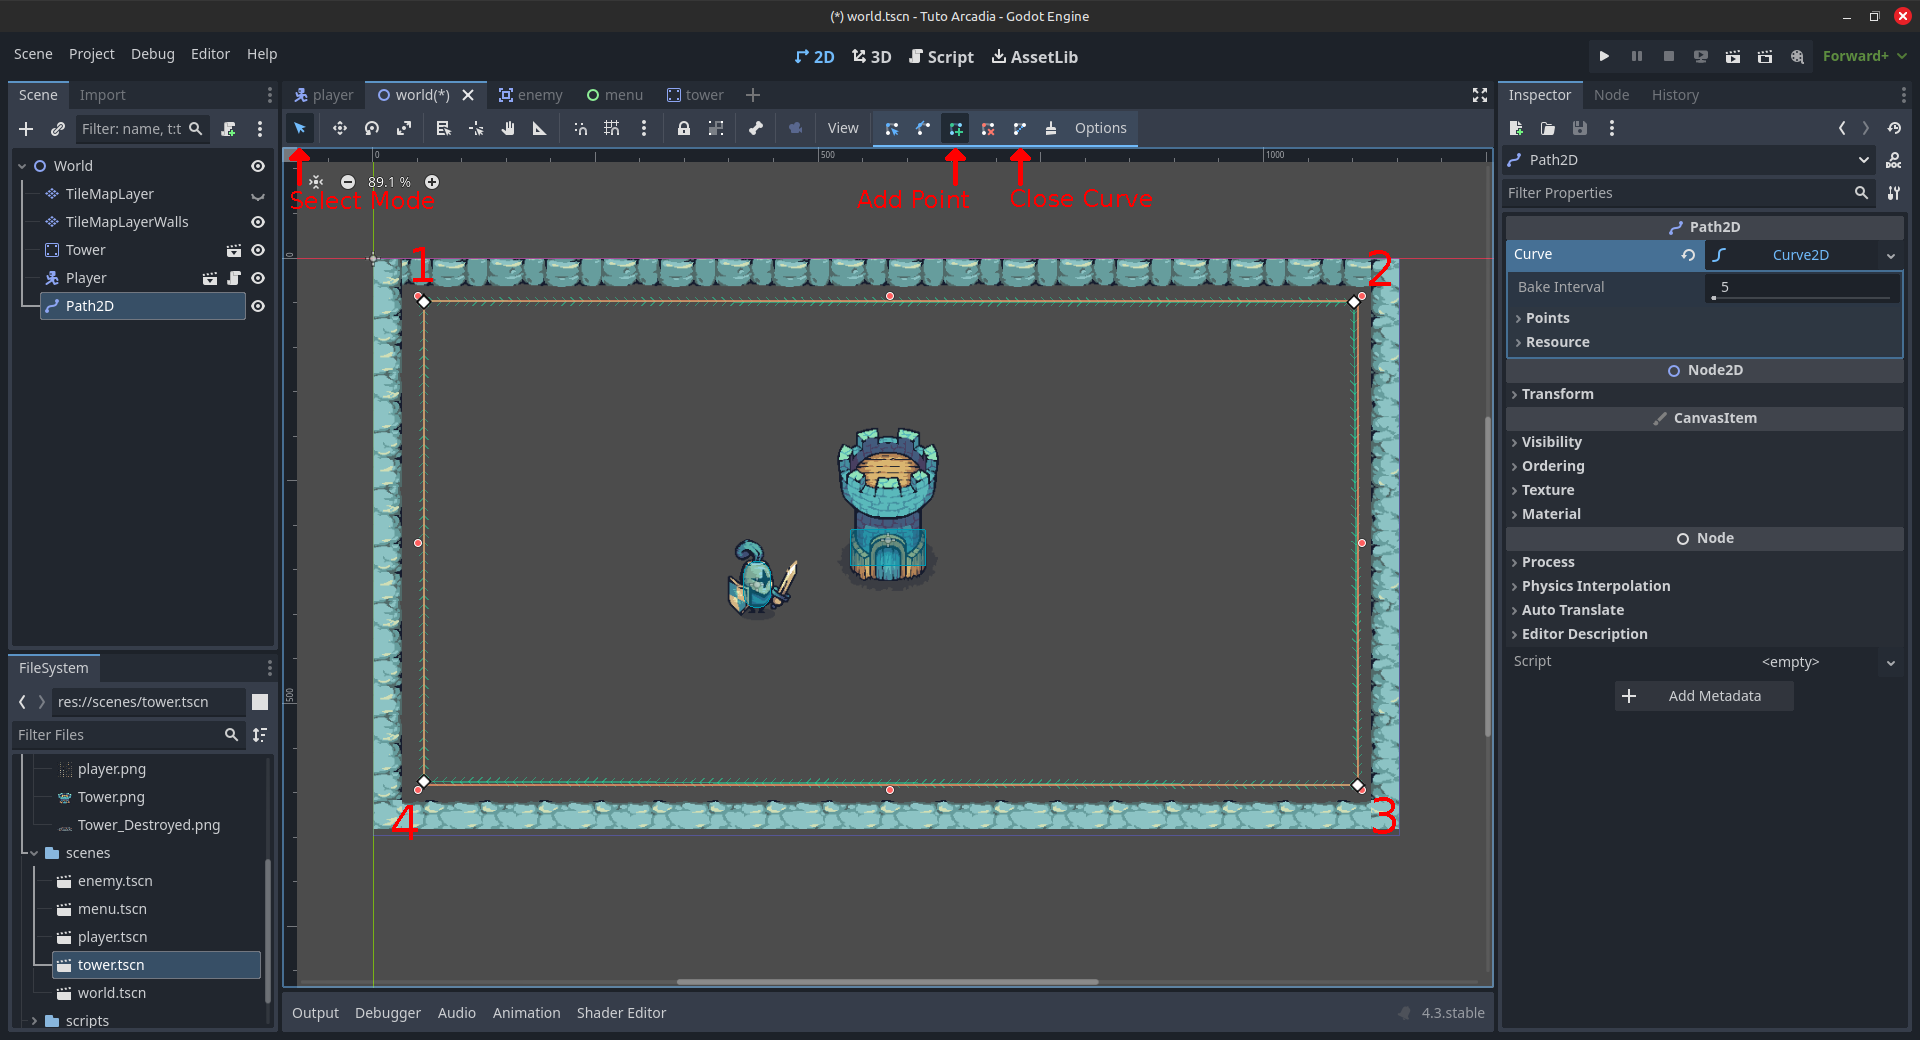 (*) world.tscn - Tuto Arcadia - Godot Engine
Scene Project Debug Editor Help
2D 3D Script AssetLib
Forward+
Scene Import
Filter: name, t:t
World
TileMapLayer
TileMapLayerWalls
Tower
Player
Path2D
FileSystem
res://scenes/tower.tscn
Filter Files
player.png
Tower.png
Tower_Destroyed.png
scenes
enemy.tscn
menu.tscn
player.tscn
tower.tscn
world.tscn
scripts
player world(*) enemy menu tower
View Options
0 500 1000
89.1 %
Select Mode Add Point Close Curve
0
500
1 2
4 3
Output Debugger Audio Animation Shader Editor 4.3.stable
Inspector Node History
Path2D
DOC
Filter Properties
Path2D
Curve Curve2D
Bake Interval 5
Points
Resource
Node2D
Transform
CanvasItem
Visibility
Ordering
Texture
Material
Node
Process
Physics Interpolation
Auto Translate
Editor Description
Script <empty>
Add Metadata